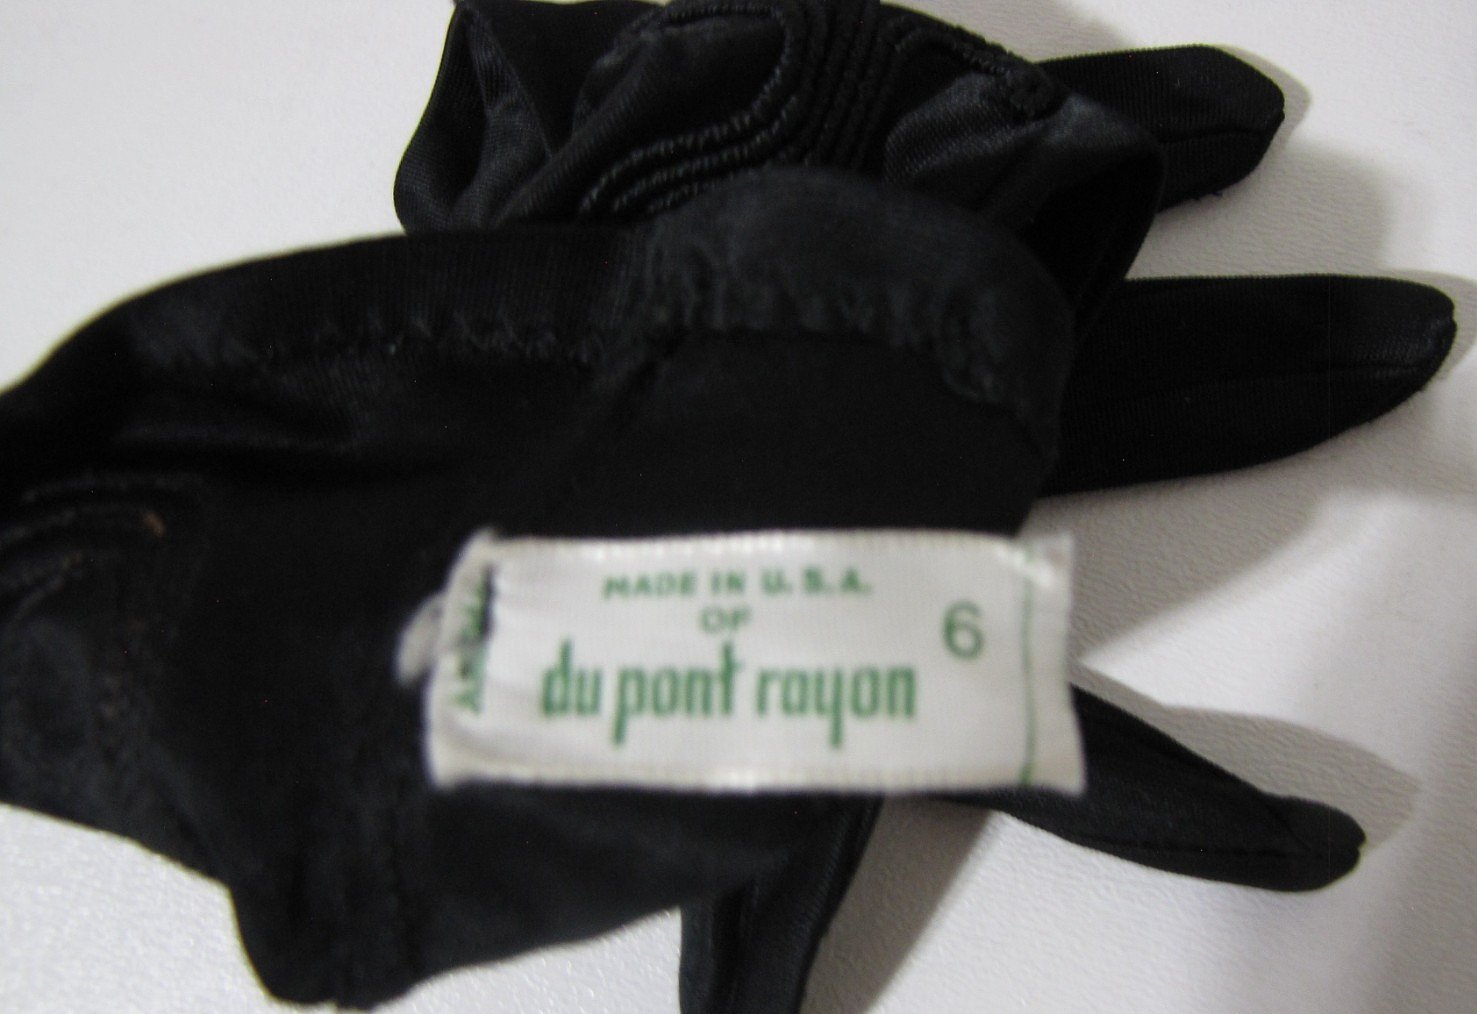 MADE IN U.S.A.
OF
du pont rayon
6